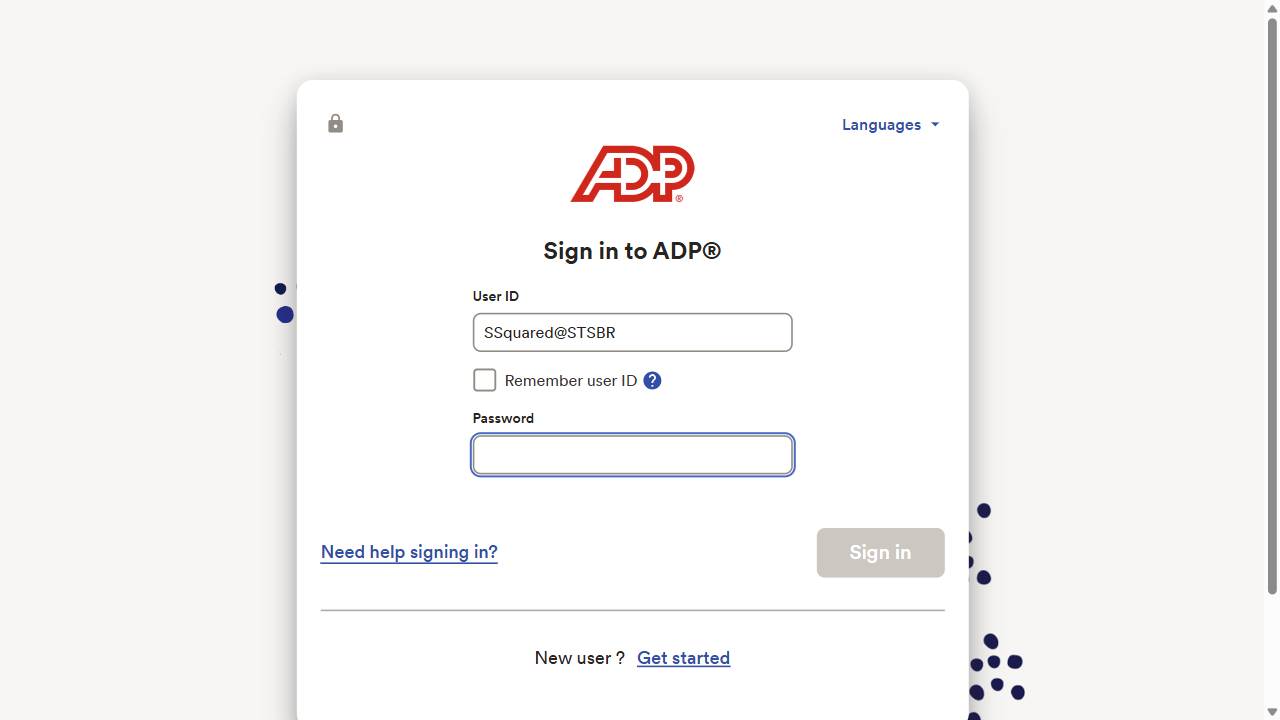 Languages
ADP®
Sign in to ADP®
User ID
SSquared@STSBR
Remember user ID ?
Password
Need help signing in?
Sign in
New user ? Get started